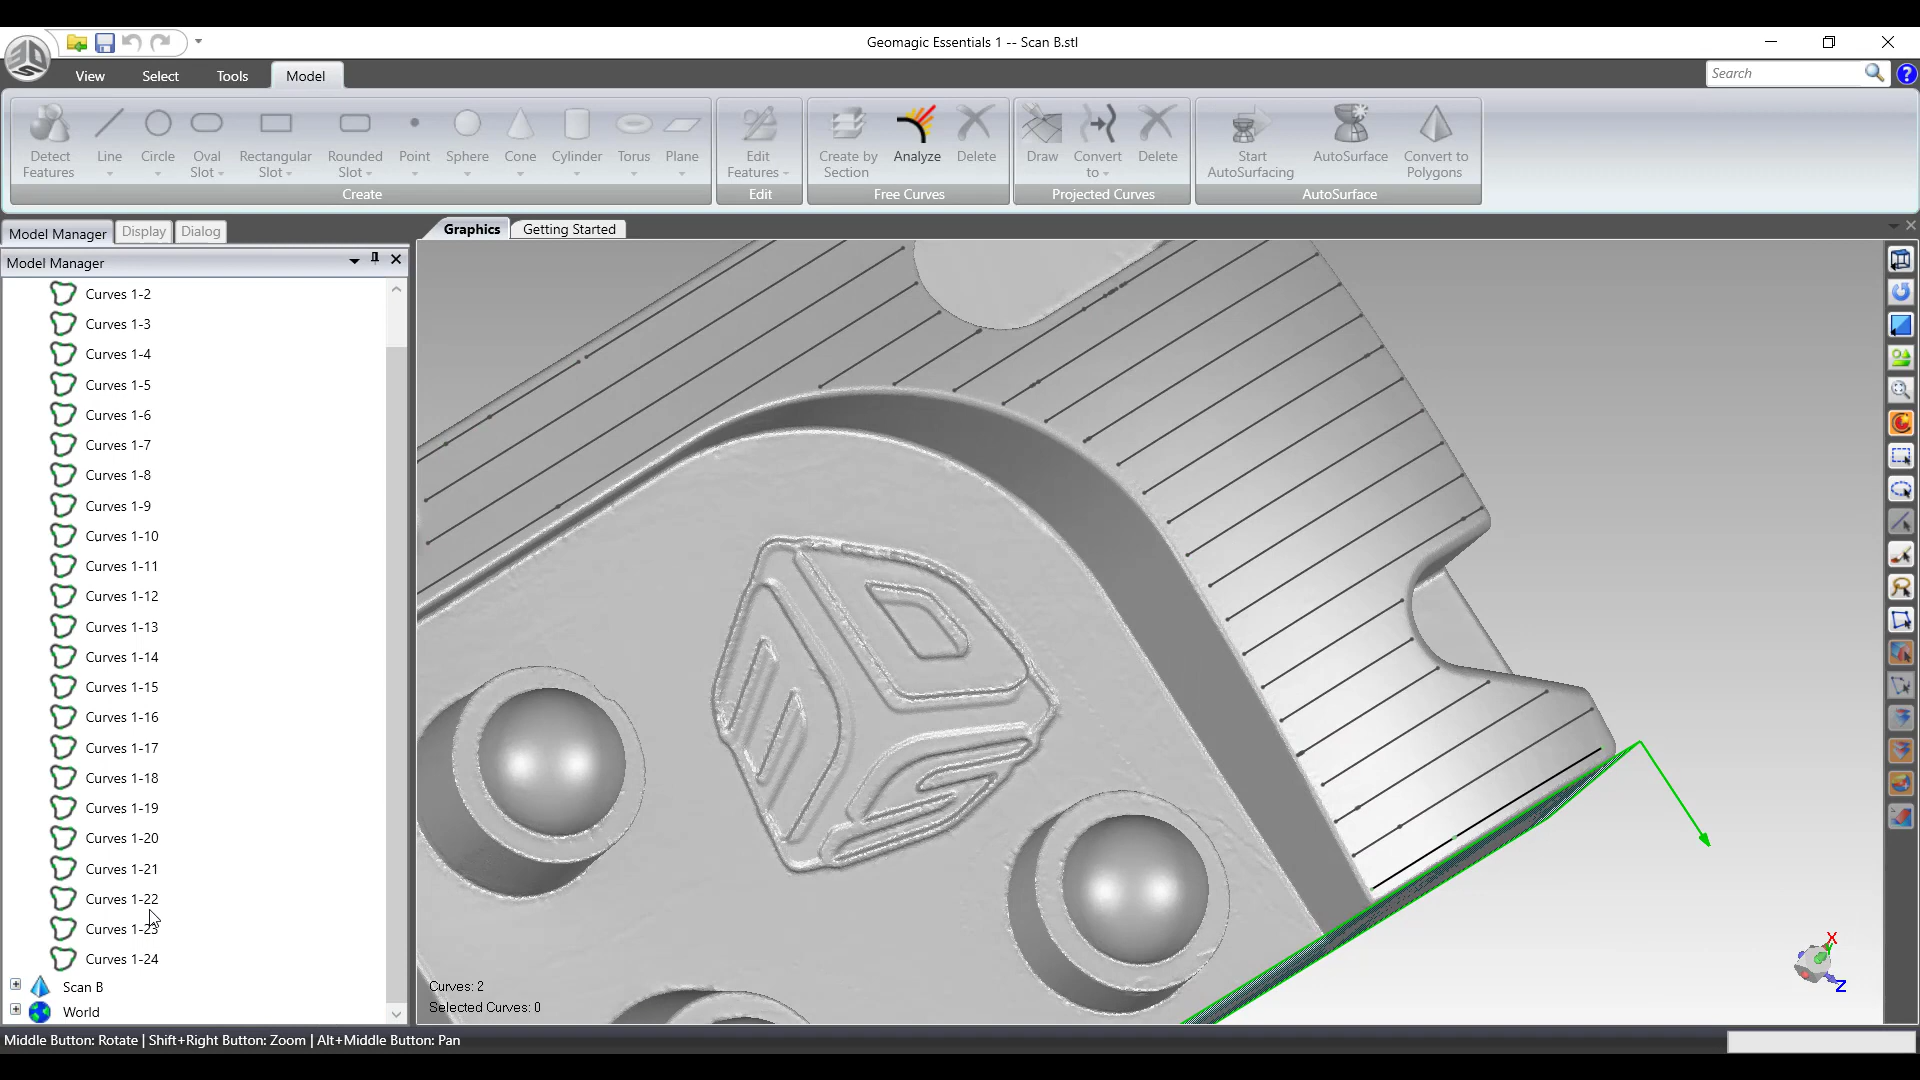 Geomagic Essentials 1 -- Scan B.stl
View Select Tools Model
Search
Detect Features
Line
Circle
Oval Slot
Rectangular Slot
Rounded Slot
Point
Sphere
Cone
Cylinder
Torus
Plane
Create
Edit Features
Edit
Create by Section
Analyze
Delete
Free Curves
Draw
Convert to
Delete
Projected Curves
Start AutoSurfacing
AutoSurface
Convert to Polygons
AutoSurface
Model Manager Display Dialog
Graphics Getting Started
Model Manager
Curves 1-2
Curves 1-3
Curves 1-4
Curves 1-5
Curves 1-6
Curves 1-7
Curves 1-8
Curves 1-9
Curves 1-10
Curves 1-11
Curves 1-12
Curves 1-13
Curves 1-14
Curves 1-15
Curves 1-16
Curves 1-17
Curves 1-18
Curves 1-19
Curves 1-20
Curves 1-21
Curves 1-22
Curves 1-23
Curves 1-24
Scan B
World
Curves: 2
Selected Curves: 0
X
Z
Middle Button: Rotate | Shift+Right Button: Zoom | Alt+Middle Button: Pan